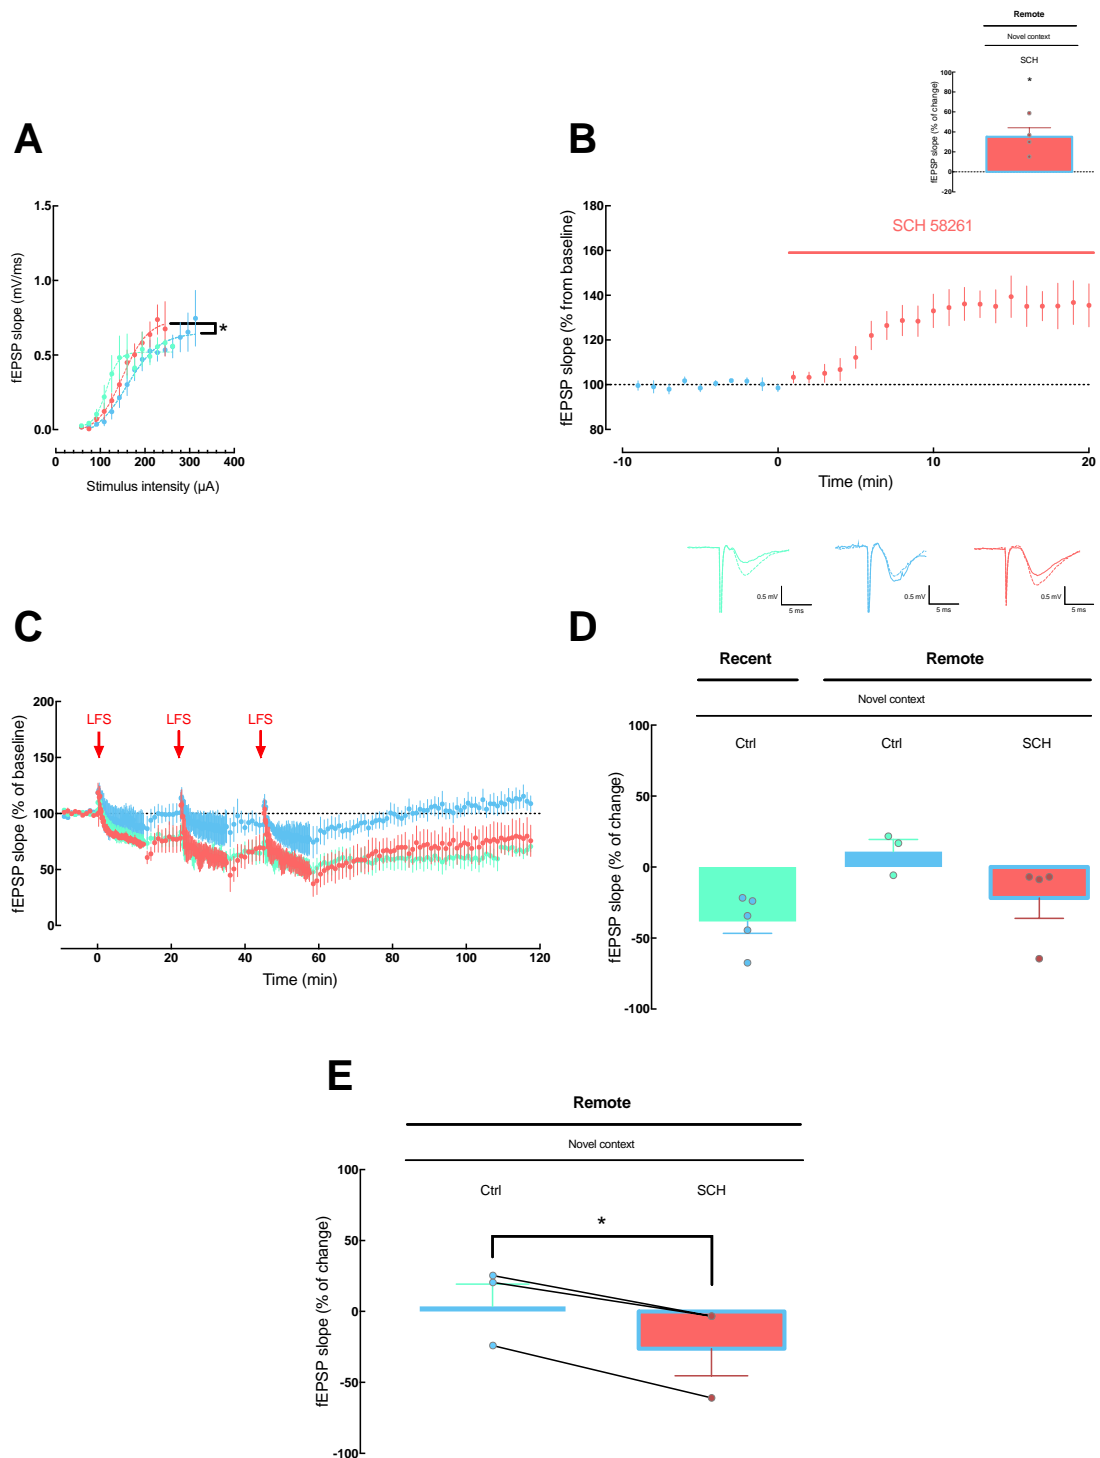 Remote
Novel context
SCH
*
fEPSP slope (% of change)
100
80
60
40
20
0
-20
A
fEPSP slope (mV/ms)
1.5
1.0
0.5
0.0
*
0 100 200 300 400
Stimulus intensity (µA)
B
fEPSP slope (% from baseline)
180
160
140
120
100
80
SCH 58261
-10 0 10 20
Time (min)
0.5 mV
5 ms
0.5 mV
5 ms
0.5 mV
5 ms
C
fEPSP slope (% of baseline)
200
150
100
50
0
LFS LFS LFS
0 20 40 60 80 100 120
Time (min)
D
Recent Remote
Novel context
Ctrl Ctrl SCH
fEPSP slope (% of change)
100
50
0
-50
-100
E
Remote
Novel context
Ctrl SCH
*
fEPSP slope (% of change)
100
50
0
-50
-100